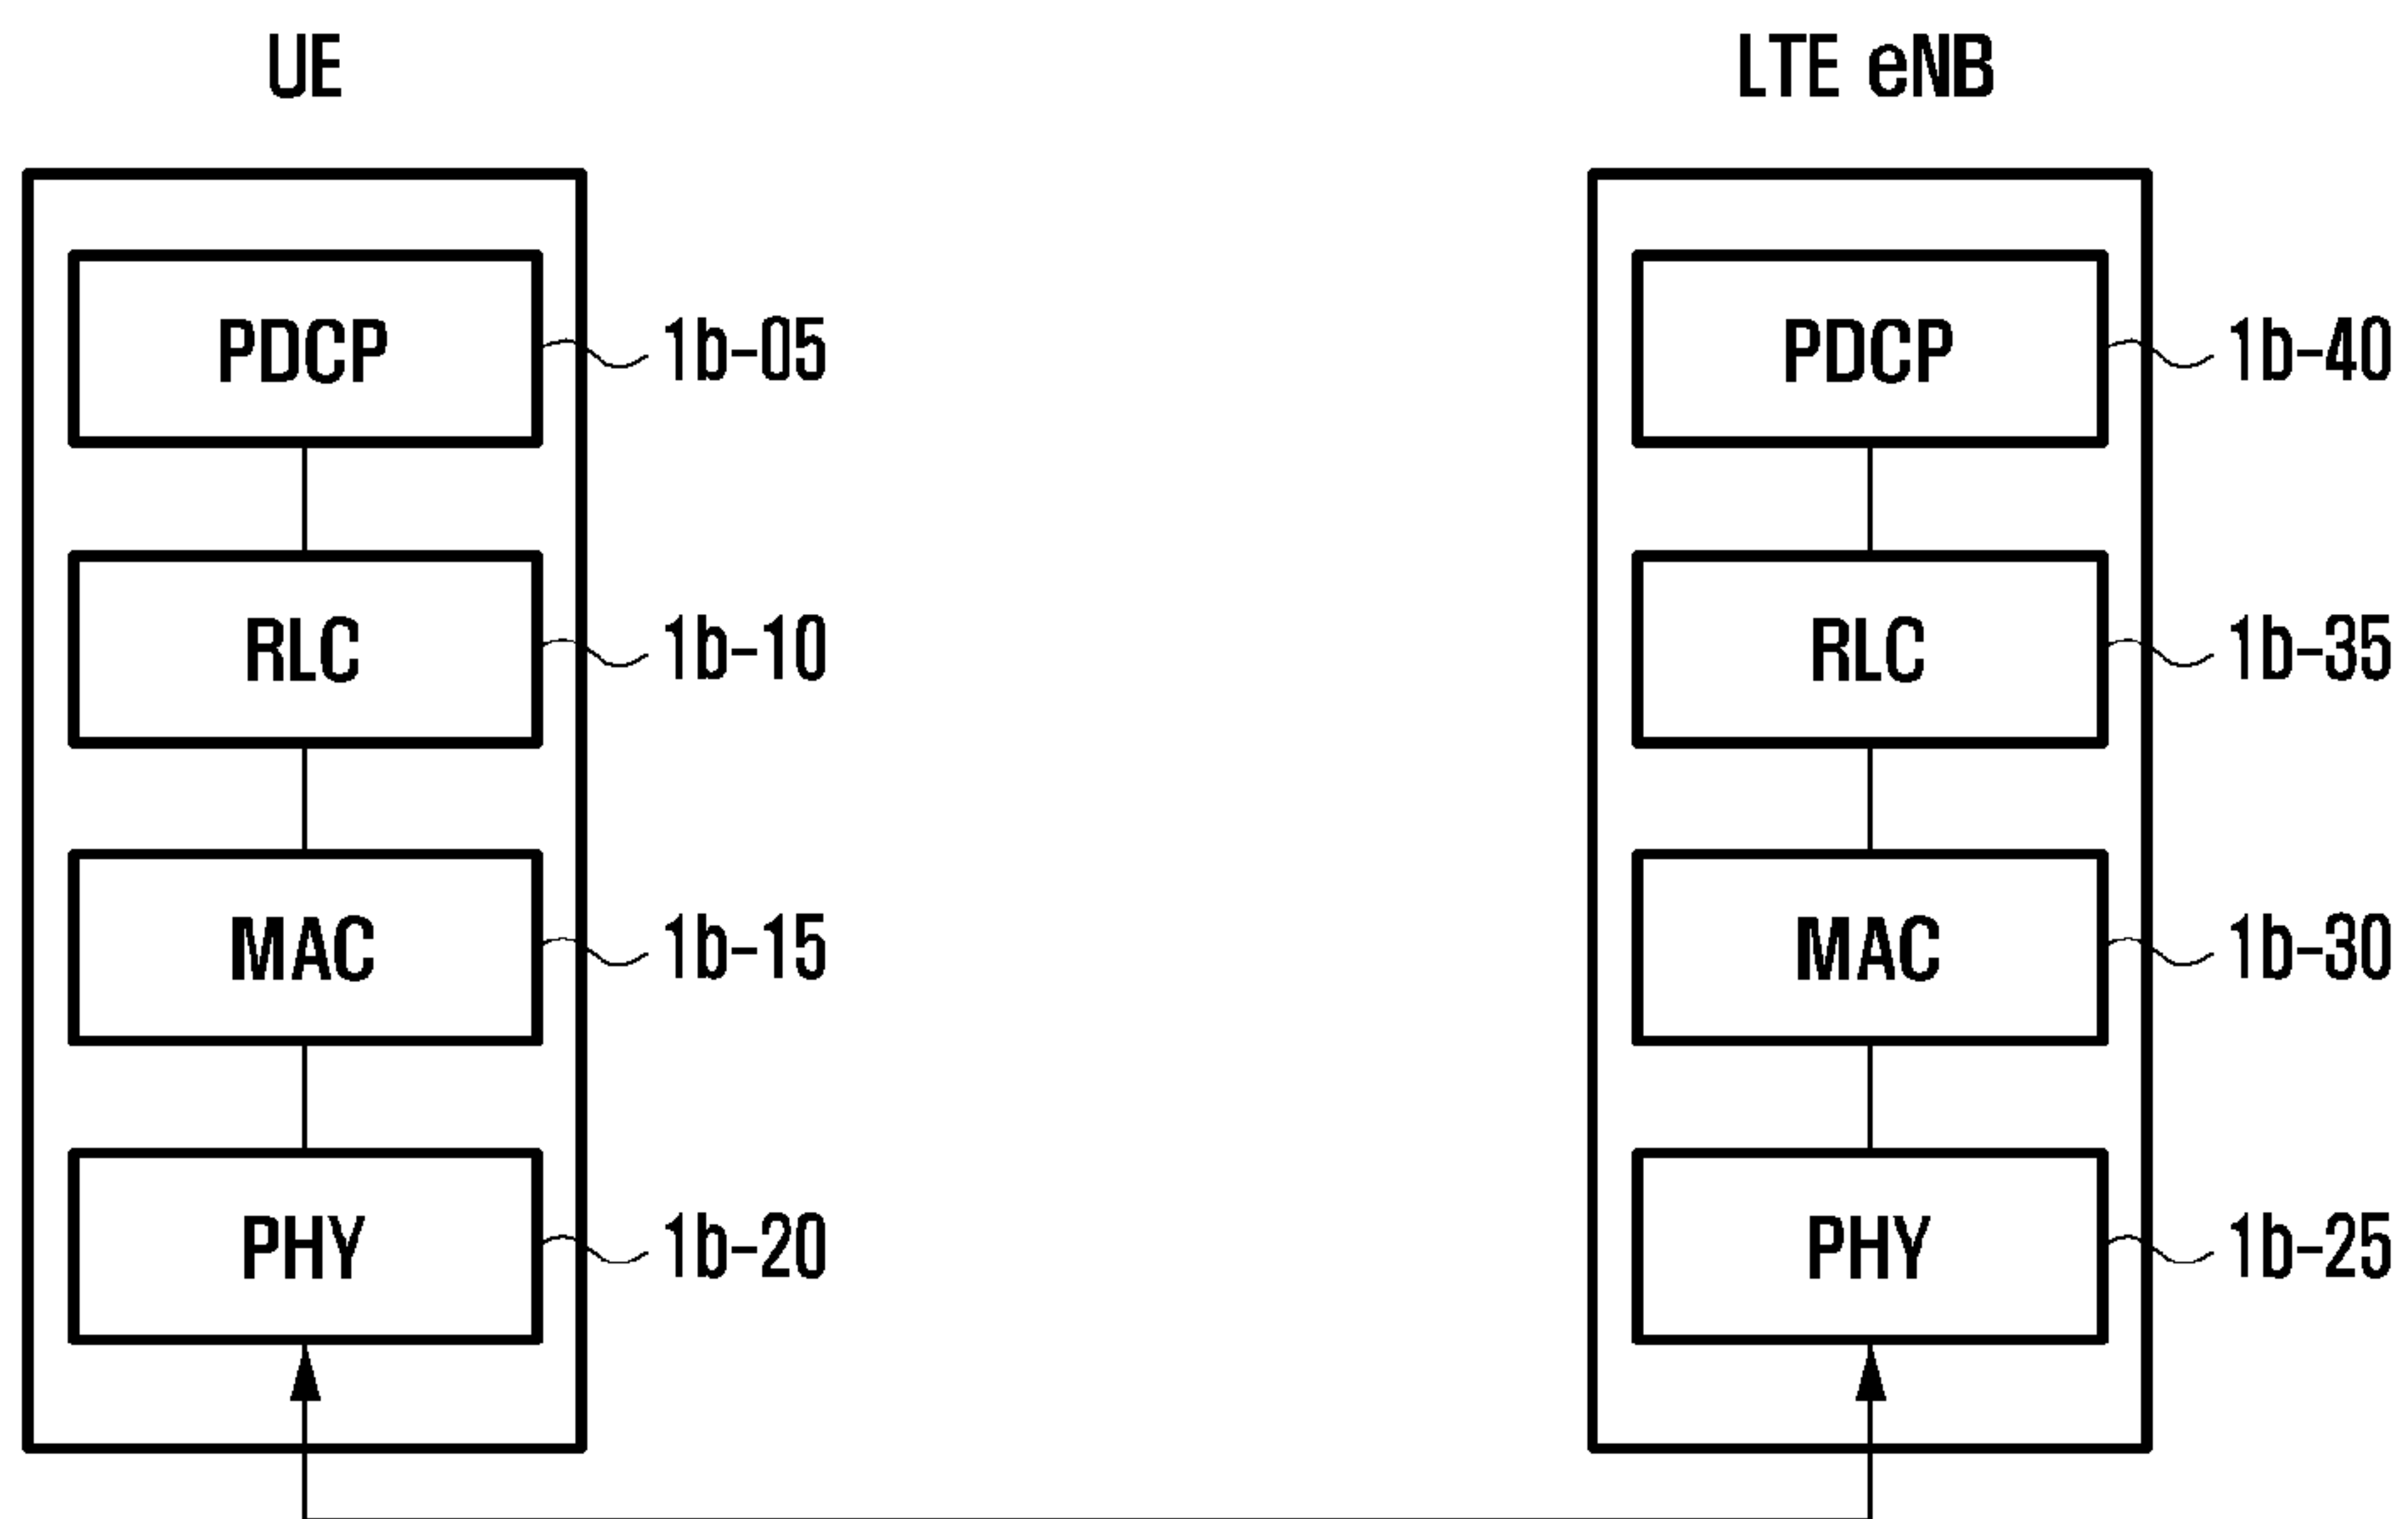 UE LTE eNB
PDCP 1b-05 PDCP 1b-40
RLC 1b-10 RLC 1b-35
MAC 1b-15 MAC 1b-30
PHY 1b-20 PHY 1b-25